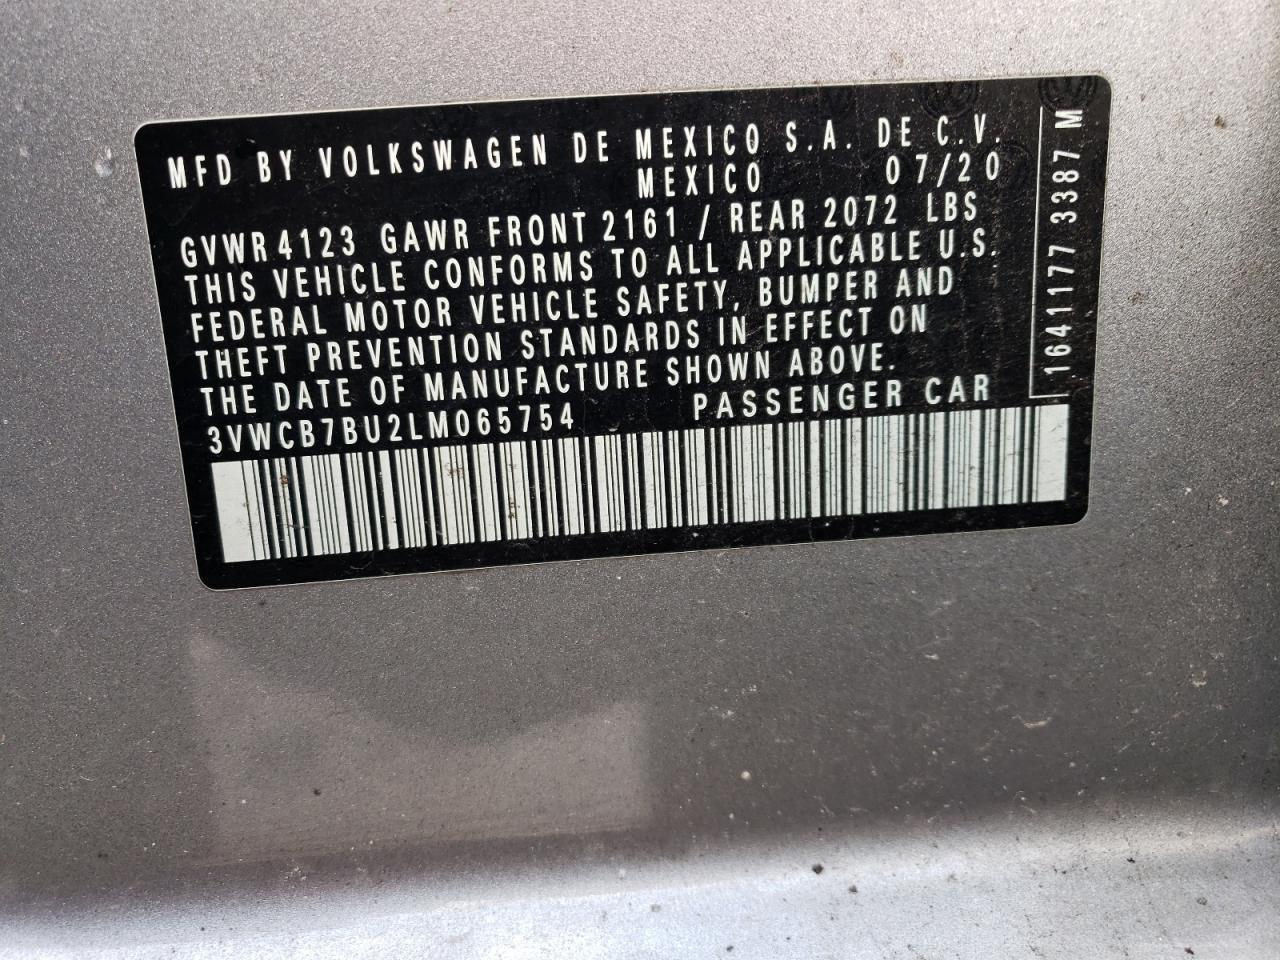 MFD BY VOLKSWAGEN DE MEXICO S.A. DE C.V.
MEXICO 07/20
GVWR 4123 GAWR FRONT 2161 / REAR 2072 LBS
THIS VEHICLE CONFORMS TO ALL APPLICABLE U.S.
FEDERAL MOTOR VEHICLE SAFETY, BUMPER AND
THEFT PREVENTION STANDARDS IN EFFECT ON
THE DATE OF MANUFACTURE SHOWN ABOVE.
3VWCB7BU2LM065754 PASSENGER CAR
1641177 3387 M